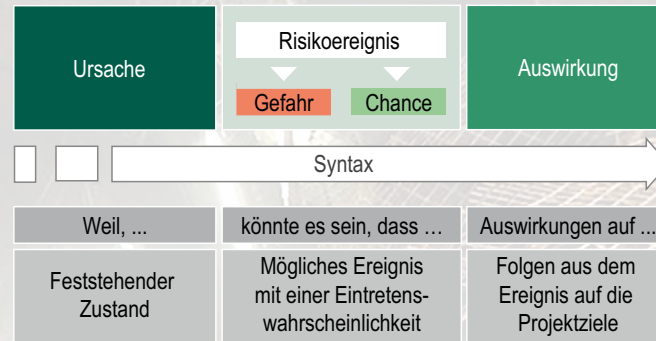 Ursache
Risikoereignis
Gefahr
Chance
Auswirkung
Syntax
Weil, ...
könnte es sein, dass …
Auswirkungen auf ...
Feststehender
Zustand
Mögliches Ereignis
mit einer Eintretens-
wahrscheinlichkeit
Folgen aus dem
Ereignis auf die
Projektziele